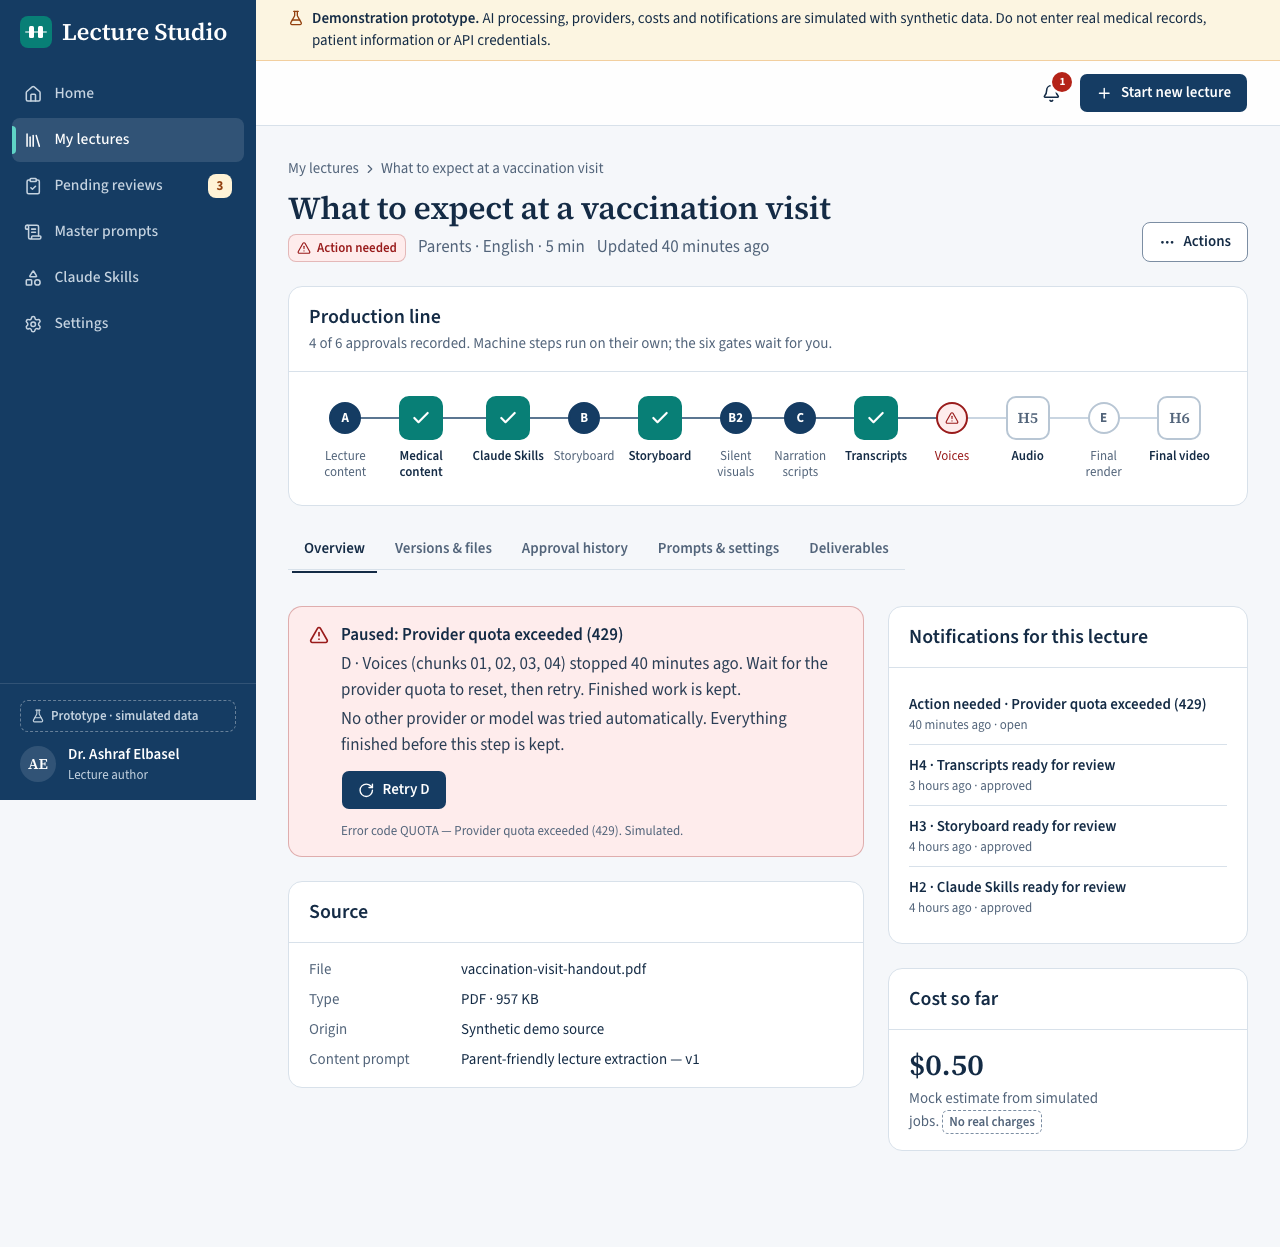 Lecture Studio
Home
My lectures
Pending reviews 3
Master prompts
Claude Skills
Settings
Prototype · simulated data
AE
Dr. Ashraf Elbasel
Lecture author
Demonstration prototype. AI processing, providers, costs and notifications are simulated with synthetic data. Do not enter real medical records,
patient information or API credentials.
1
Start new lecture
My lectures > What to expect at a vaccination visit
What to expect at a vaccination visit
Action needed Parents · English · 5 min Updated 40 minutes ago
Actions
Production line
4 of 6 approvals recorded. Machine steps run on their own; the six gates wait for you.
A B B2 C H5 E H6
Lecture content
Medical content
Claude Skills
Storyboard
Storyboard
Silent visuals
Narration scripts
Transcripts
Voices
Audio
Final render
Final video
Overview Versions & files Approval history Prompts & settings Deliverables
Paused: Provider quota exceeded (429)
D · Voices (chunks 01, 02, 03, 04) stopped 40 minutes ago. Wait for the
provider quota to reset, then retry. Finished work is kept.
No other provider or model was tried automatically. Everything
finished before this step is kept.
Retry D
Error code QUOTA — Provider quota exceeded (429). Simulated.
Source
File vaccination-visit-handout.pdf
Type PDF · 957 KB
Origin Synthetic demo source
Content prompt Parent-friendly lecture extraction — v1
Notifications for this lecture
Action needed · Provider quota exceeded (429)
40 minutes ago · open
H4 · Transcripts ready for review
3 hours ago · approved
H3 · Storyboard ready for review
4 hours ago · approved
H2 · Claude Skills ready for review
4 hours ago · approved
Cost so far
$0.50
Mock estimate from simulated
jobs. No real charges